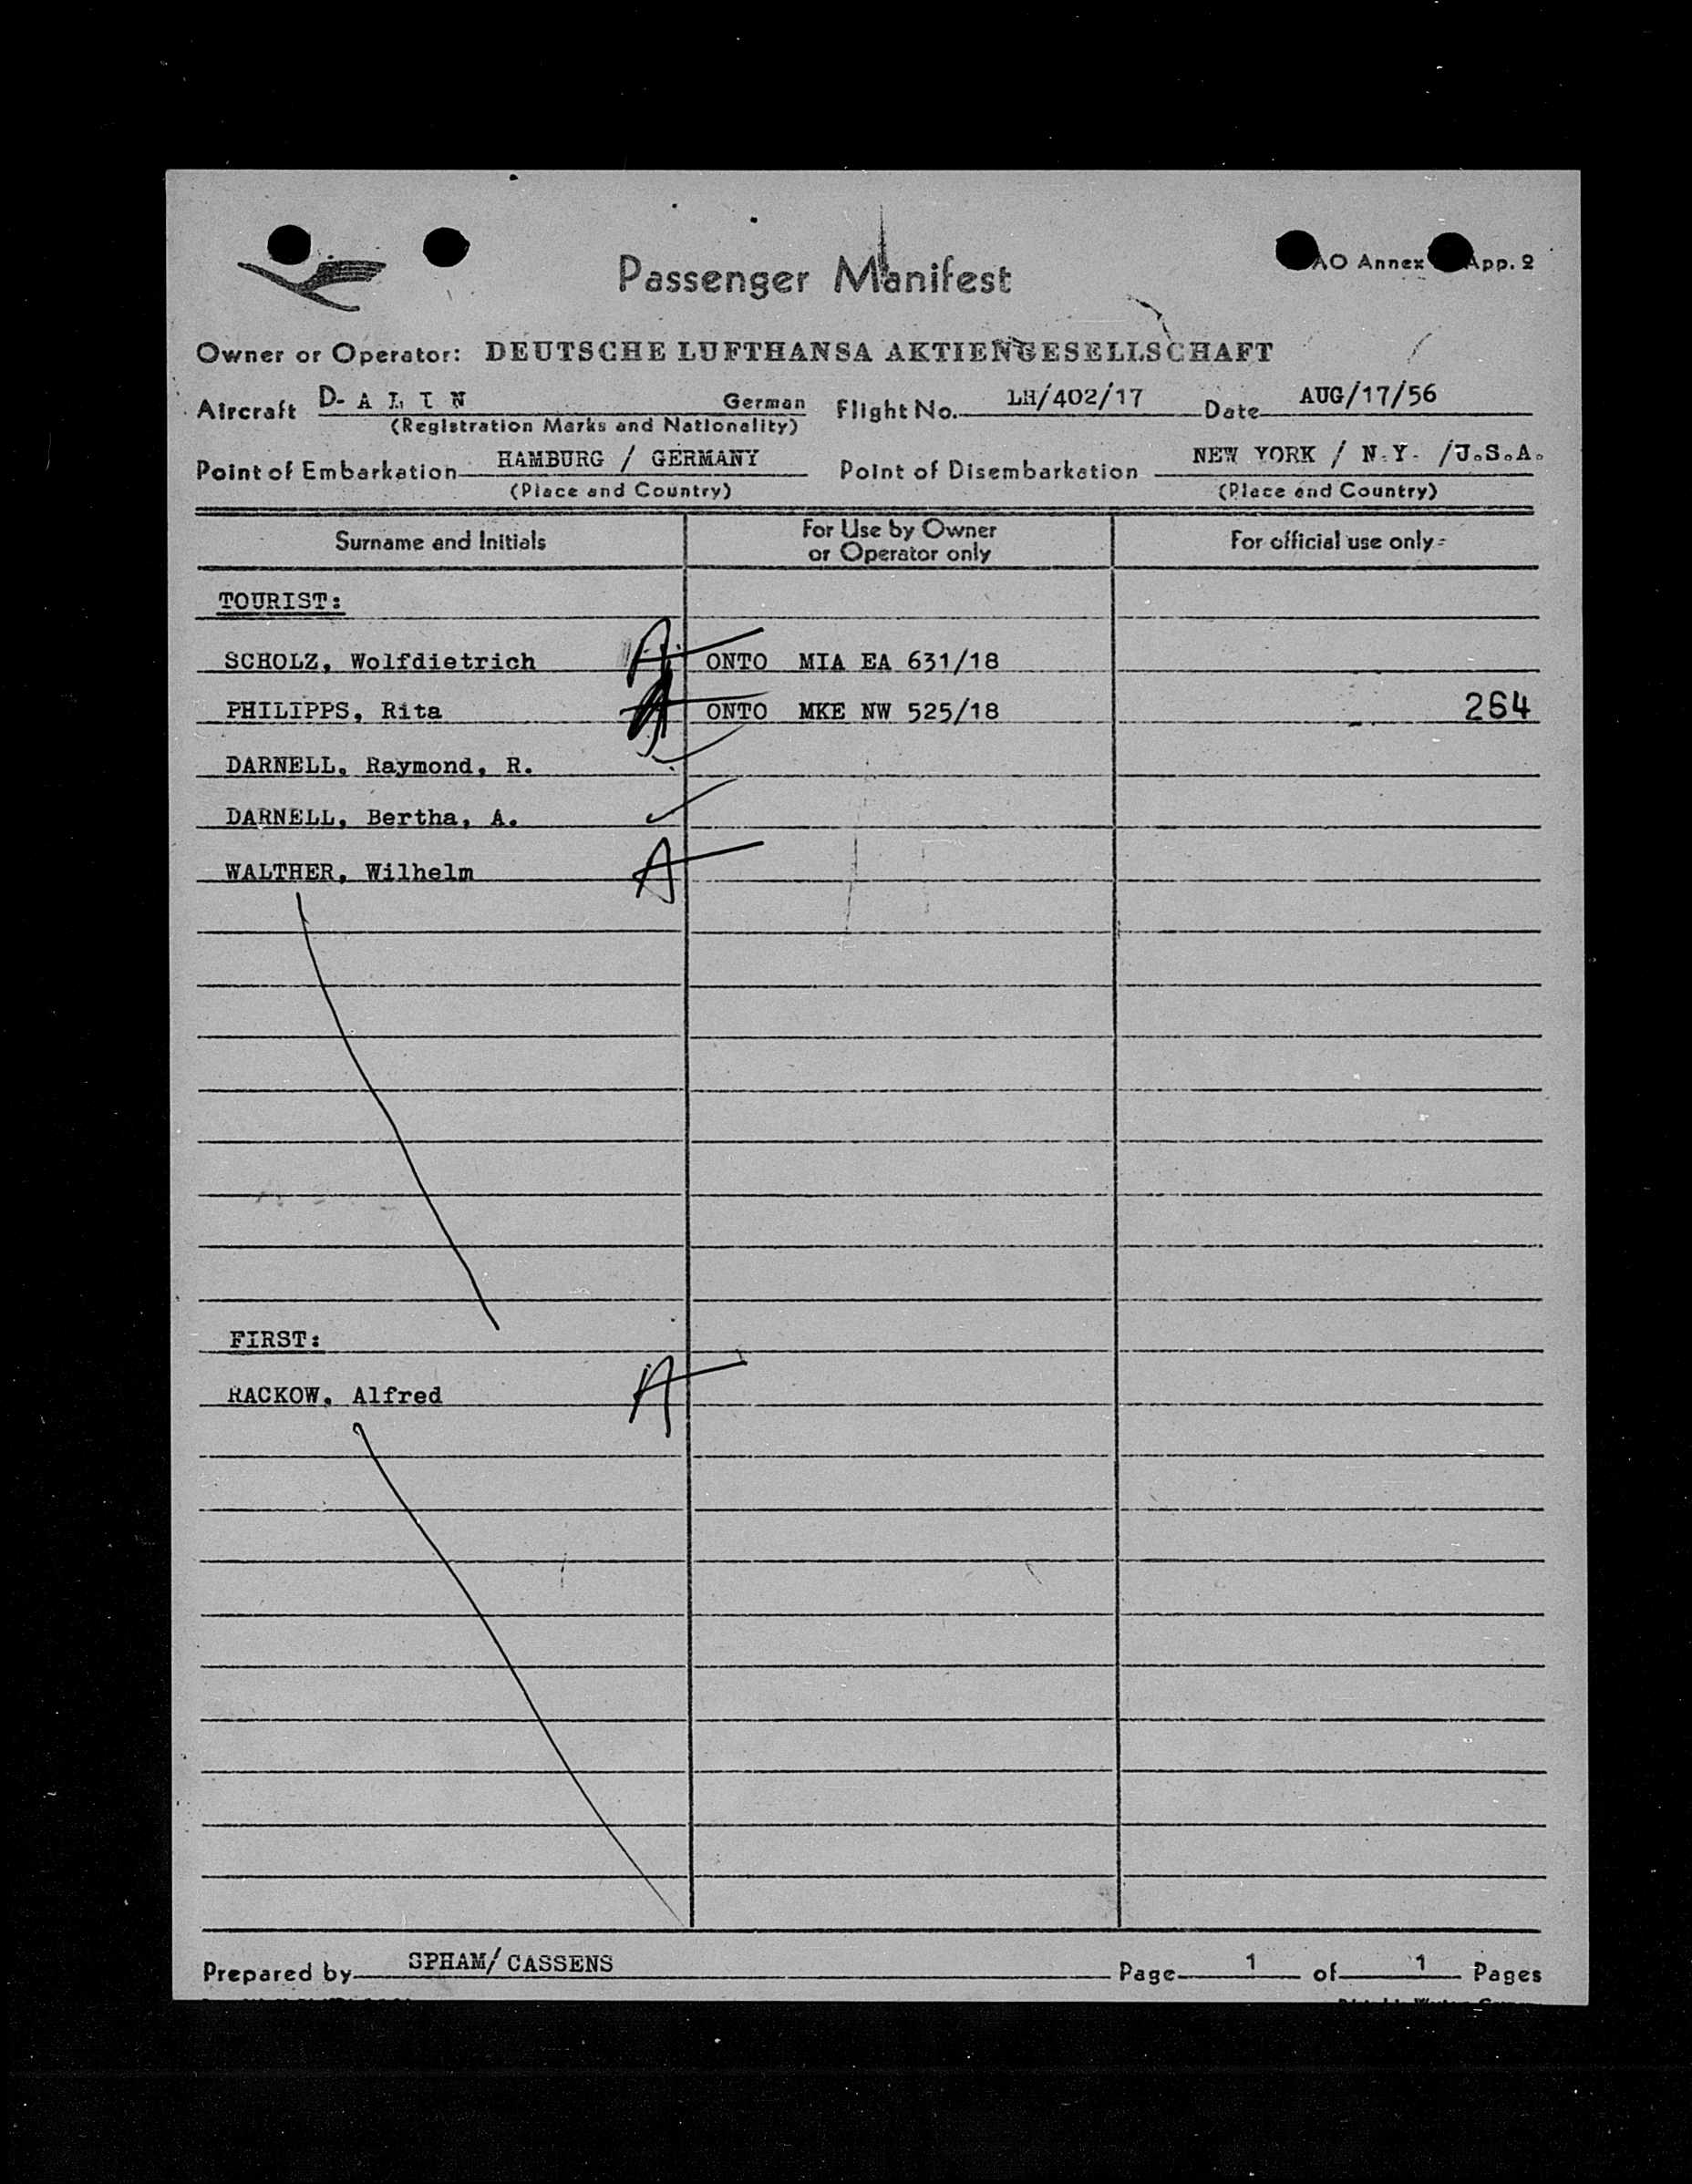 Passenger Manifest
AO Annex App. 2
Owner or Operator: DEUTSCHE LUFTHANSA AKTIENGESELLSCHAFT
Aircraft D- A L I N German Flight No. LH/402/17 Date AUG/17/56
(Registration Marks and Nationality)
Point of Embarkation HAMBURG / GERMANY Point of Disembarkation NEW YORK / N.Y. /U.S.A.
(Place and Country) (Place and Country)
Surname and Initials For Use by Owner or Operator only For official use only
TOURIST:
SCHOLZ, Wolfdietrich A ONTO MIA EA 631/18
PHILIPPS, Rita A ONTO MKE NW 525/18 264
DARNELL, Raymond, R.
DARNELL, Bertha, A.
WALTHER, Wilhelm A
FIRST:
RACKOW, Alfred A
Prepared by SPHAM/CASSENS Page 1 of 1 Pages